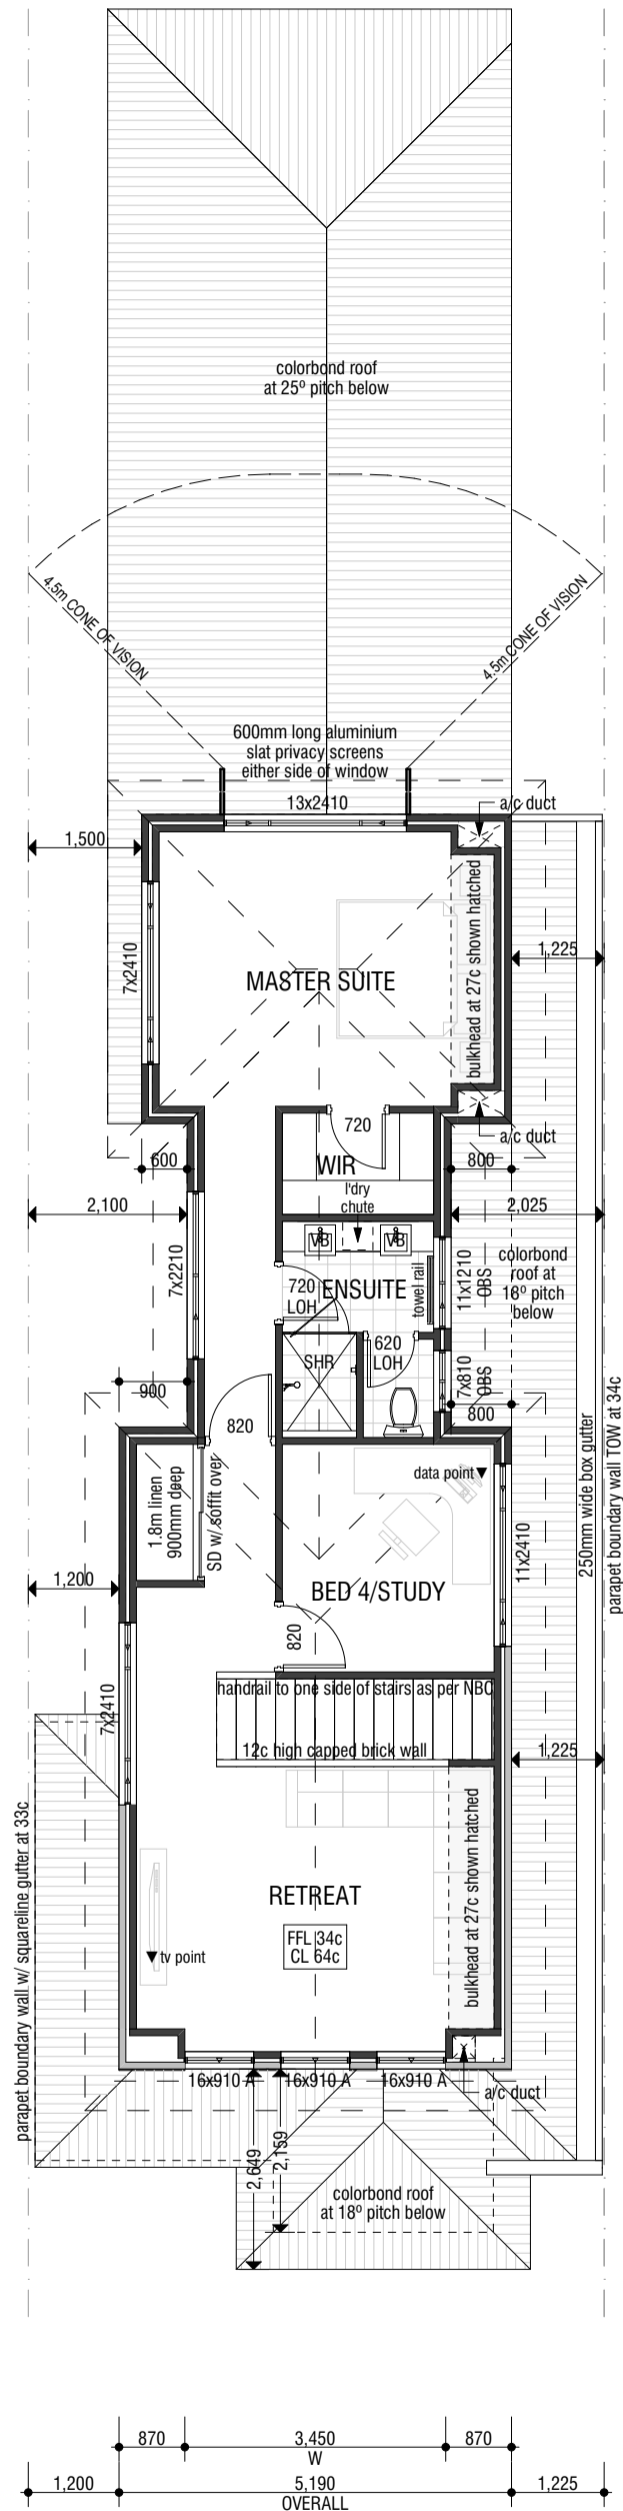 colorbond roof
at 25º pitch below
4.5m CONE OF VISION
4.5m CONE OF VISION
600mm long aluminium
slat privacy screens
either side of window
13x2410
a/c duct
1,500
7x2410
MASTER SUITE
bulkhead at 27c shown hatched
1,225
a/c duct
720
WIR
600
800
2,100
2,025
l'dry
chute
VB
VB
7x2210
720
LOH
ENSUITE
towel rail
11x1210
OBS
colorbond
roof at
18º pitch
below
620
LOH
SHR
7x810
OBS
900
800
820
1.8m linen
900mm deep
SD w/ soffit over
data point
11x2410
250mm wide box gutter
parapet boundary wall TOW at 34c
1,200
BED 4/STUDY
820
7x2410
handrail to one side of stairs as per NBC
12c high capped brick wall
1,225
parapet boundary wall w/ squareline gutter at 33c
RETREAT
FFL 34c
CL 64c
bulkhead at 27c shown hatched
tv point
16x910 A
16x910 A
16x910 A
a/c duct
2,649
2,159
colorbond roof
at 18º pitch below
870
3,450
870
W
1,200
5,190
1,225
OVERALL